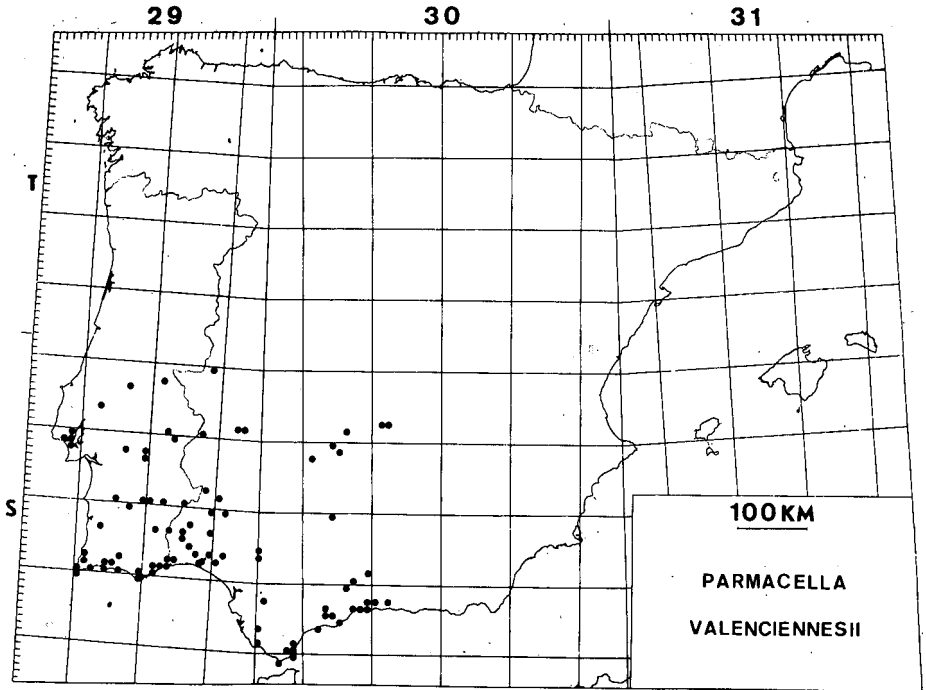 29 30 31
T
S
100KM
PARMACELLA
VALENCIENNESII